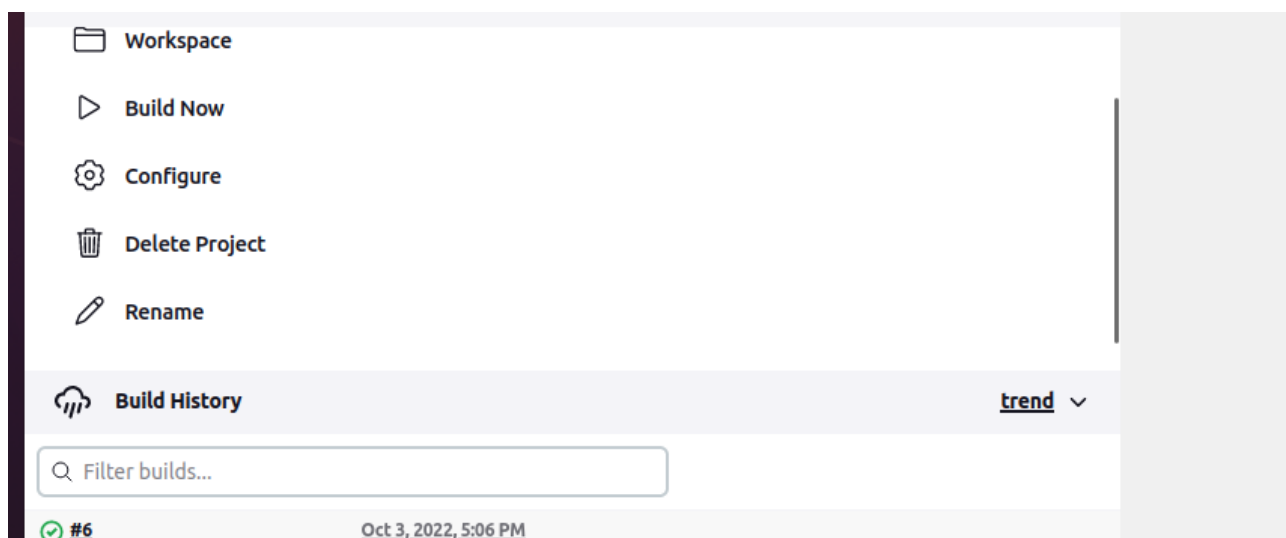 Workspace
Build Now
Configure
Delete Project
Rename
Build History trend
Filter builds...
#6 Oct 3, 2022, 5:06 PM